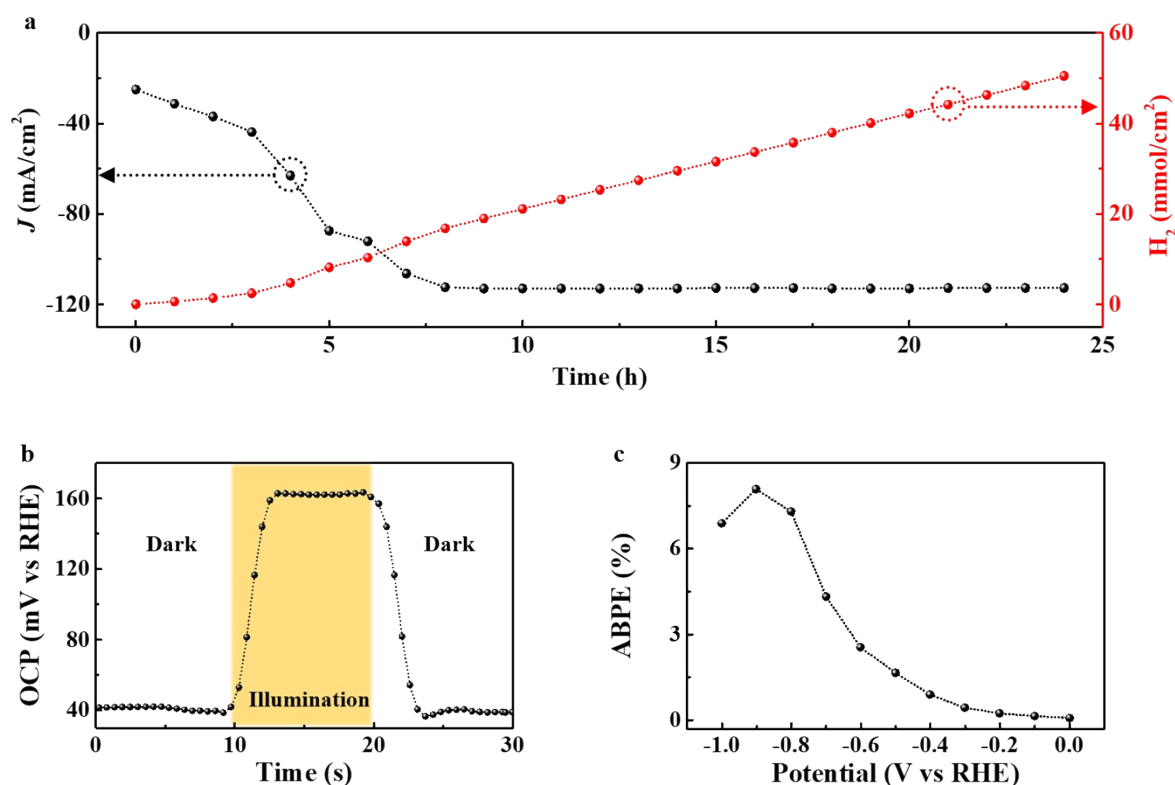 a
0
-40
-80
-120
J (mA/cm²)
60
40
20
0
H₂ (mmol/cm²)
0 5 10 15 20 25
Time (h)
b
160
120
80
40
OCP (mV vs RHE)
Dark
Illumination
Dark
0 10 20 30
Time (s)
c
9
6
3
0
ABPE (%)
-1.0 -0.8 -0.6 -0.4 -0.2 0.0
Potential (V vs RHE)